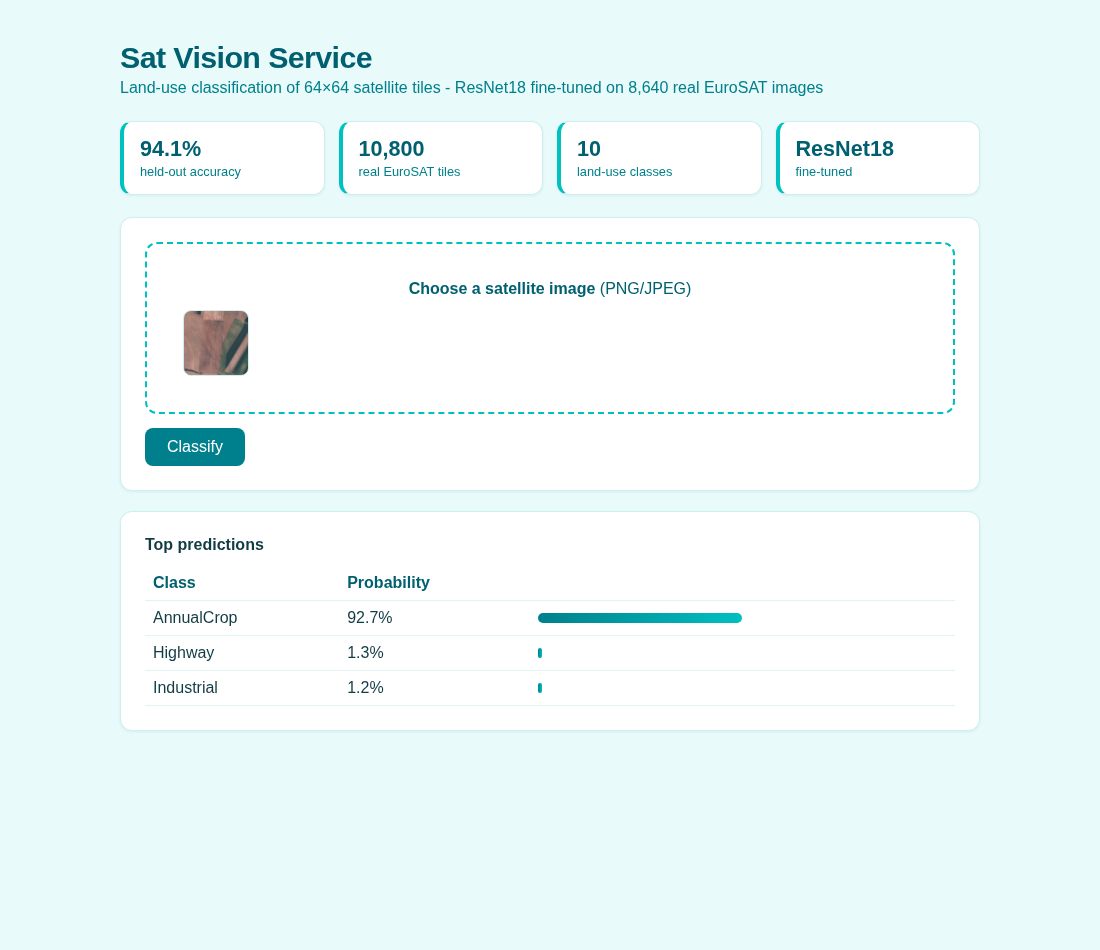 Sat Vision Service
Land-use classification of 64×64 satellite tiles - ResNet18 fine-tuned on 8,640 real EuroSAT images
94.1%
held-out accuracy
10,800
real EuroSAT tiles
10
land-use classes
ResNet18
fine-tuned
Choose a satellite image (PNG/JPEG)
Classify
Top predictions
Class Probability
AnnualCrop 92.7%
Highway 1.3%
Industrial 1.2%